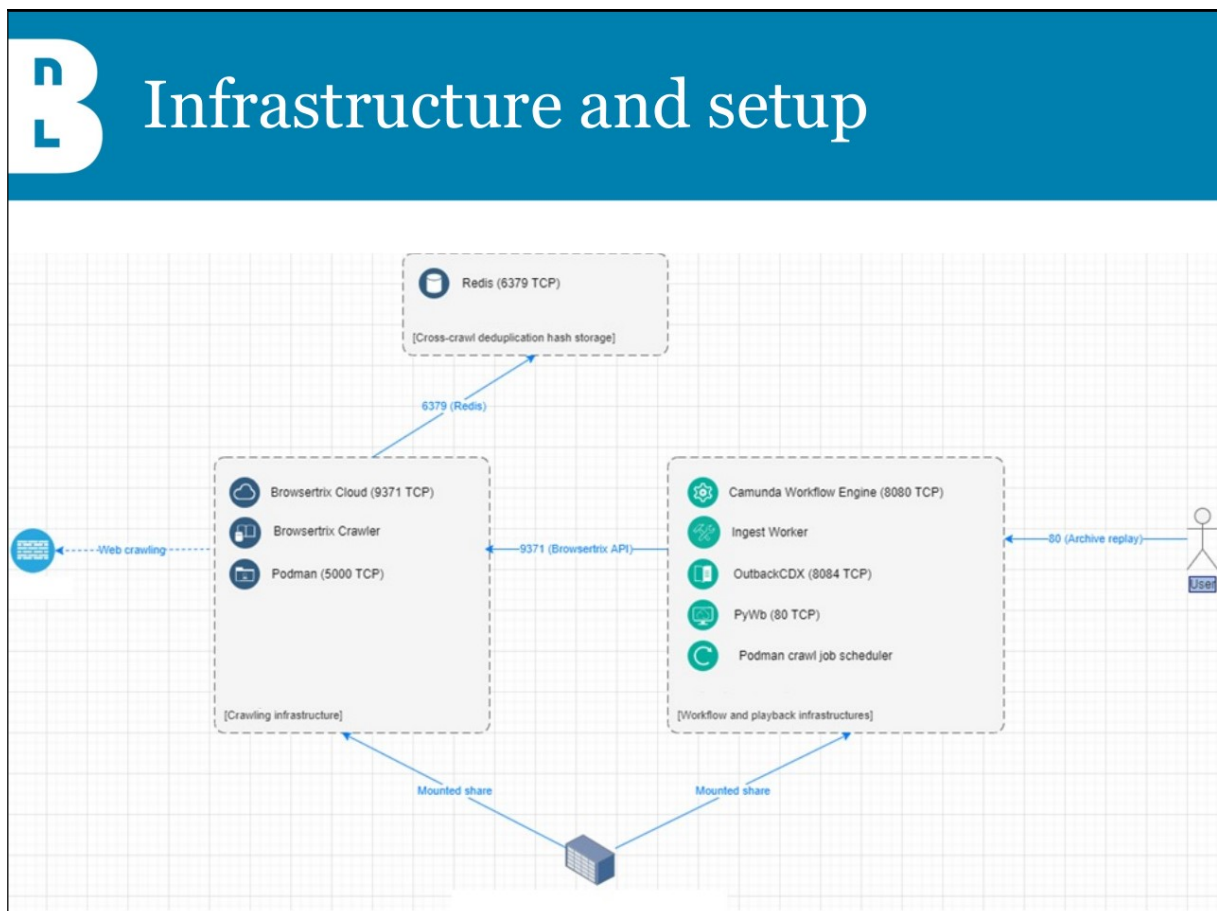 n
B
L
Infrastructure and setup
Redis (6379 TCP)
[Cross-crawl deduplication hash storage]
6379 (Redis)
Browsertrix Cloud (9371 TCP)
Browsertrix Crawler
Podman (5000 TCP)
[Crawling infrastructure]
Web crawling
9371 (Browsertrix API)
Camunda Workflow Engine (8080 TCP)
Ingest Worker
OutbackCDX (8084 TCP)
PyWb (80 TCP)
Podman crawl job scheduler
[Workflow and playback infrastructures]
80 (Archive replay)
User
Mounted share
Mounted share